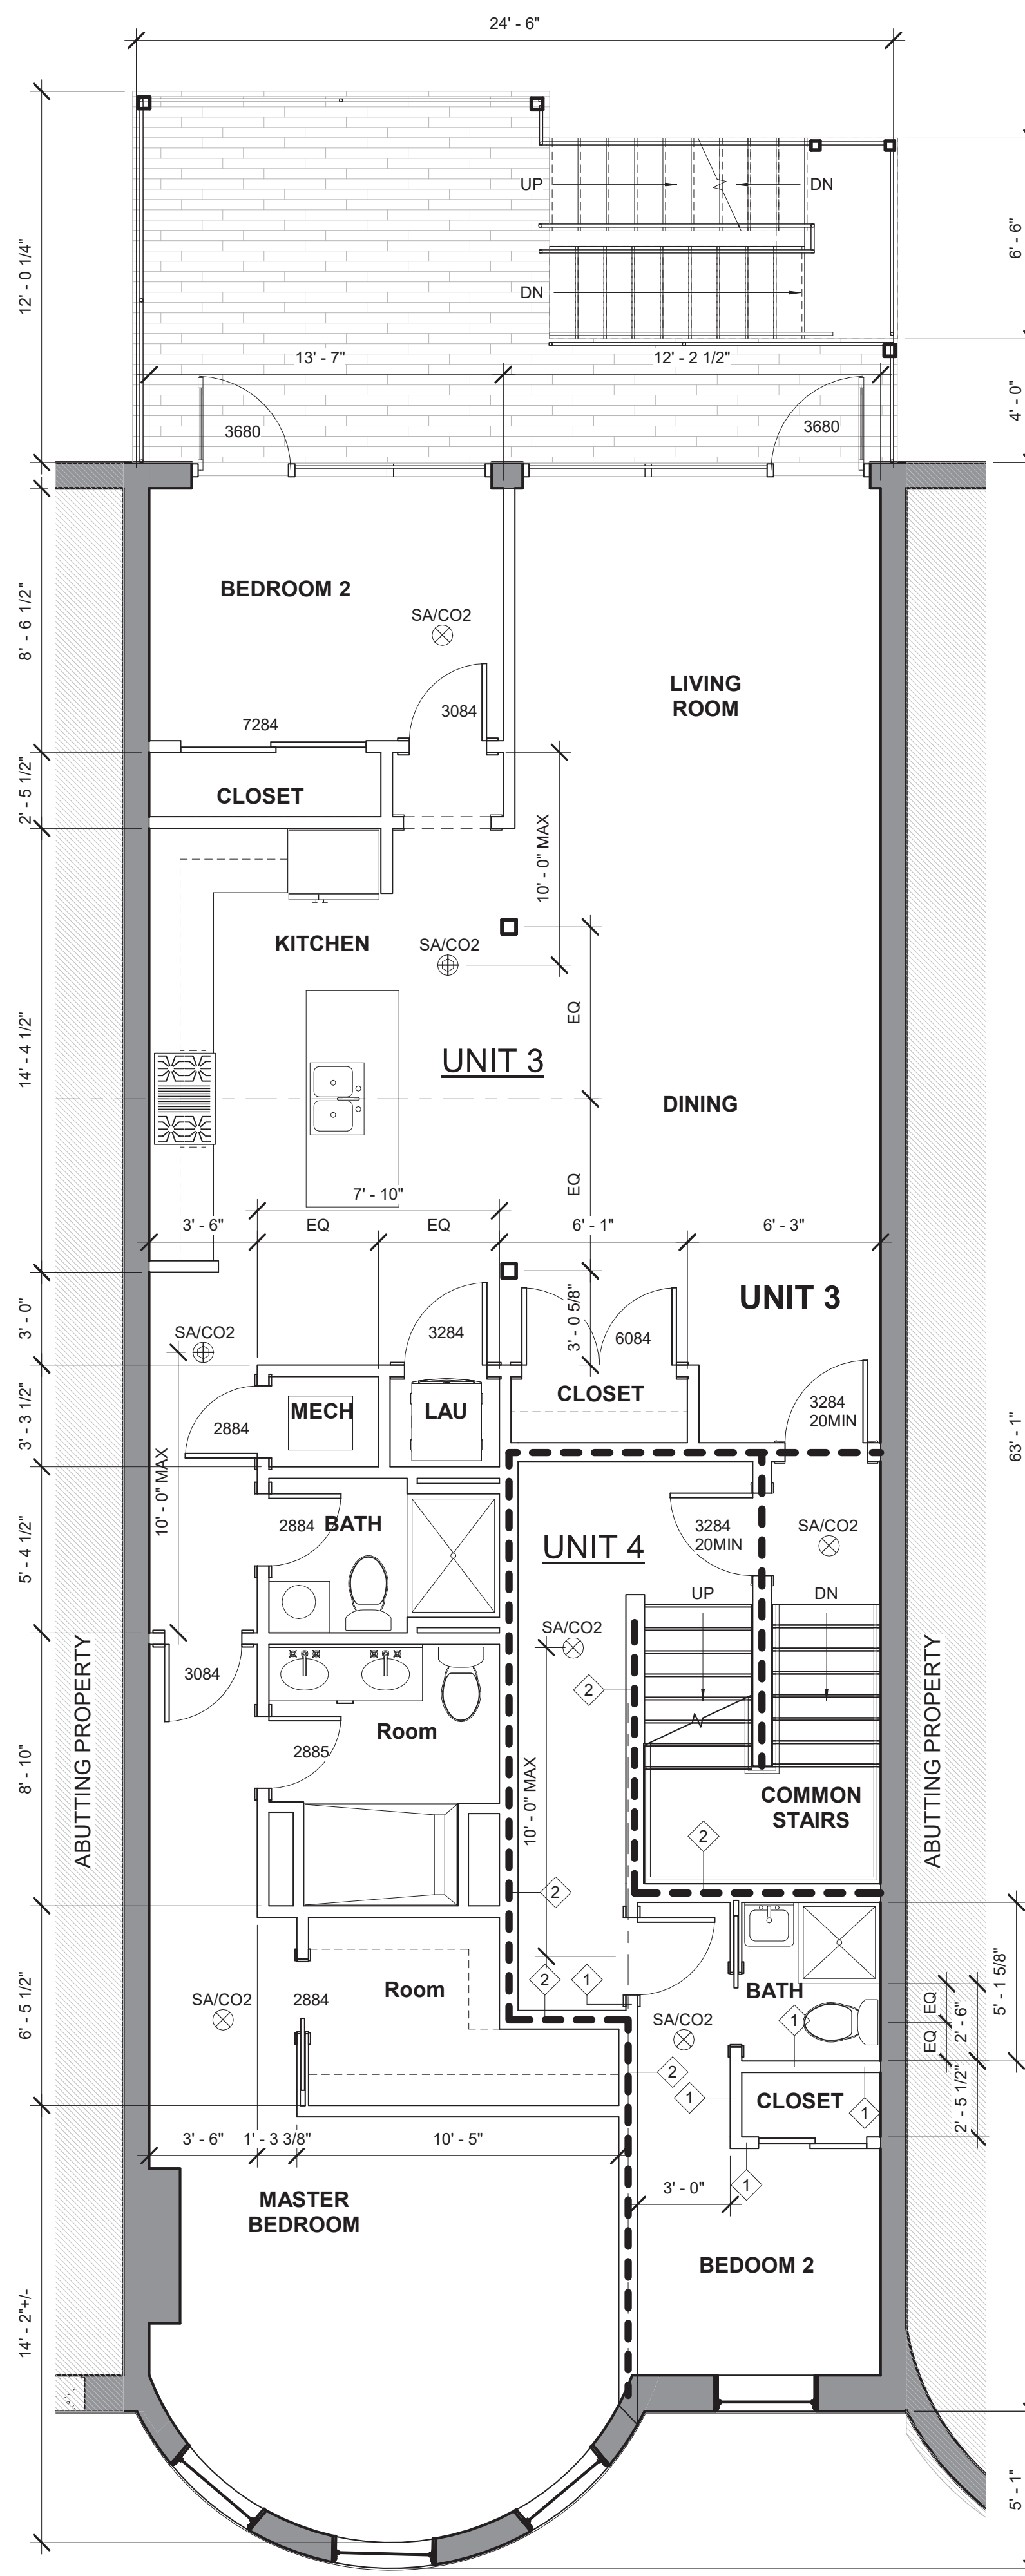 24' - 6"
12' - 0 1/4"
UP
DN
6' - 6"
DN
13' - 7"
12' - 2 1/2"
4' - 0"
3680
3680
8' - 6 1/2"
BEDROOM 2
SA/CO2
LIVING
ROOM
7284
3084
2' - 5 1/2"
CLOSET
10' - 0" MAX
KITCHEN
SA/CO2
EQ
14' - 4 1/2"
UNIT 3
DINING
EQ
7' - 10"
3' - 6"
EQ
EQ
6' - 1"
6' - 3"
3' - 0"
UNIT 3
SA/CO2
3284
3' - 0 5/8"
6084
CLOSET
3' - 3 1/2"
MECH
LAU
2884
3284
20MIN
63' - 1"
10' - 0" MAX
5' - 4 1/2"
2884
BATH
UNIT 4
3284
20MIN
SA/CO2
UP
DN
SA/CO2
ABUTTING PROPERTY
3084
2
ABUTTING PROPERTY
Room
2885
8' - 10"
10' - 0" MAX
COMMON
STAIRS
2
2
6' - 5 1/2"
Room
2
1
BATH
5' - 1 5/8"
SA/CO2
2884
SA/CO2
1
EQ
EQ
2' - 6"
2
1
CLOSET
1
2' - 5 1/2"
3' - 6"
1' - 3 3/8"
10' - 5"
1
3' - 0"
MASTER
BEDROOM
BEDOOM 2
14' - 2"+/-
5' - 1"